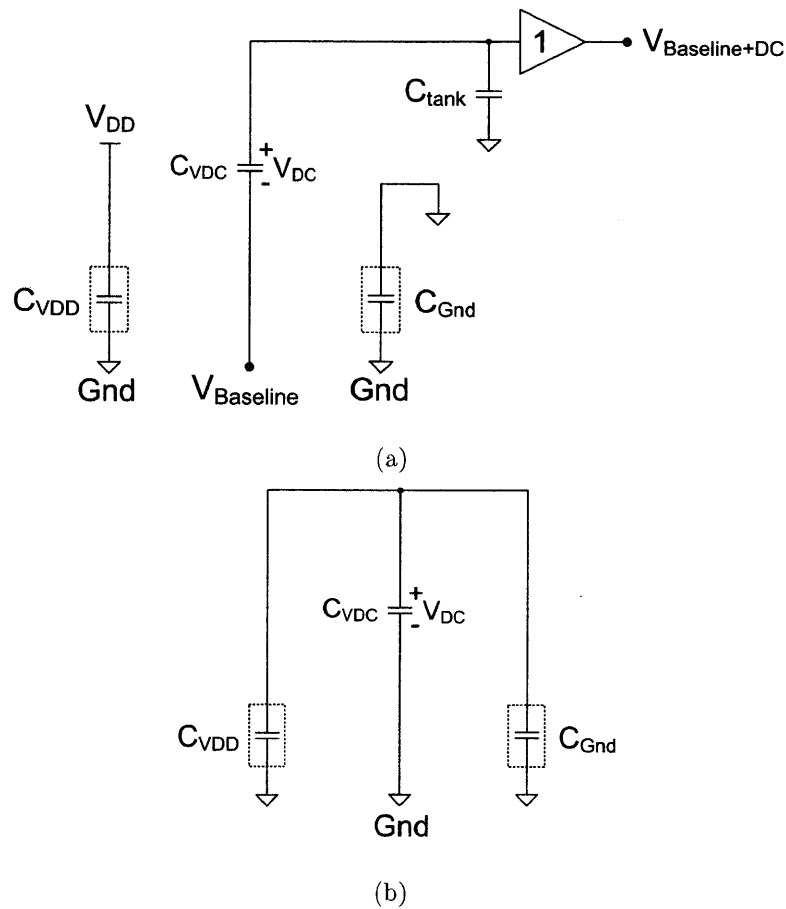 1
V_Baseline+DC
C_tank
V_DD
C_VDC
+
V_DC
-
C_VDD
C_Gnd
Gnd
V_Baseline
Gnd
(a)
C_VDC
+
V_DC
-
C_VDD
C_Gnd
Gnd
(b)